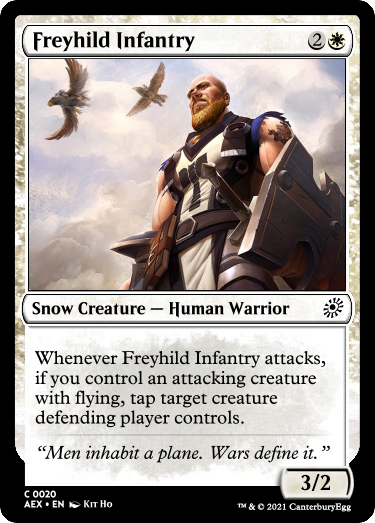 Freyhild Infantry 2
Snow Creature — Human Warrior
Whenever Freyhild Infantry attacks,
if you control an attacking creature
with flying, tap target creature
defending player controls.
“Men inhabit a plane. Wars define it.”
3/2
C 0020
AEX • EN Kit Ho
™ & © 2021 CanterburyEgg